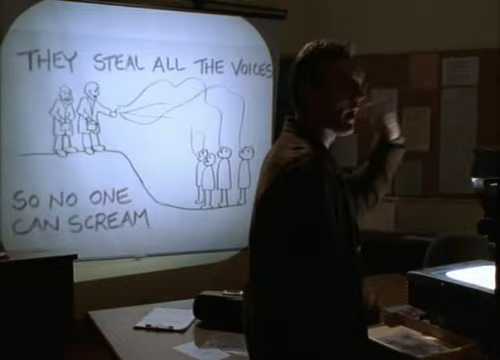 THEY STEAL ALL THE VOICES
SO NO ONE
CAN SCREAM